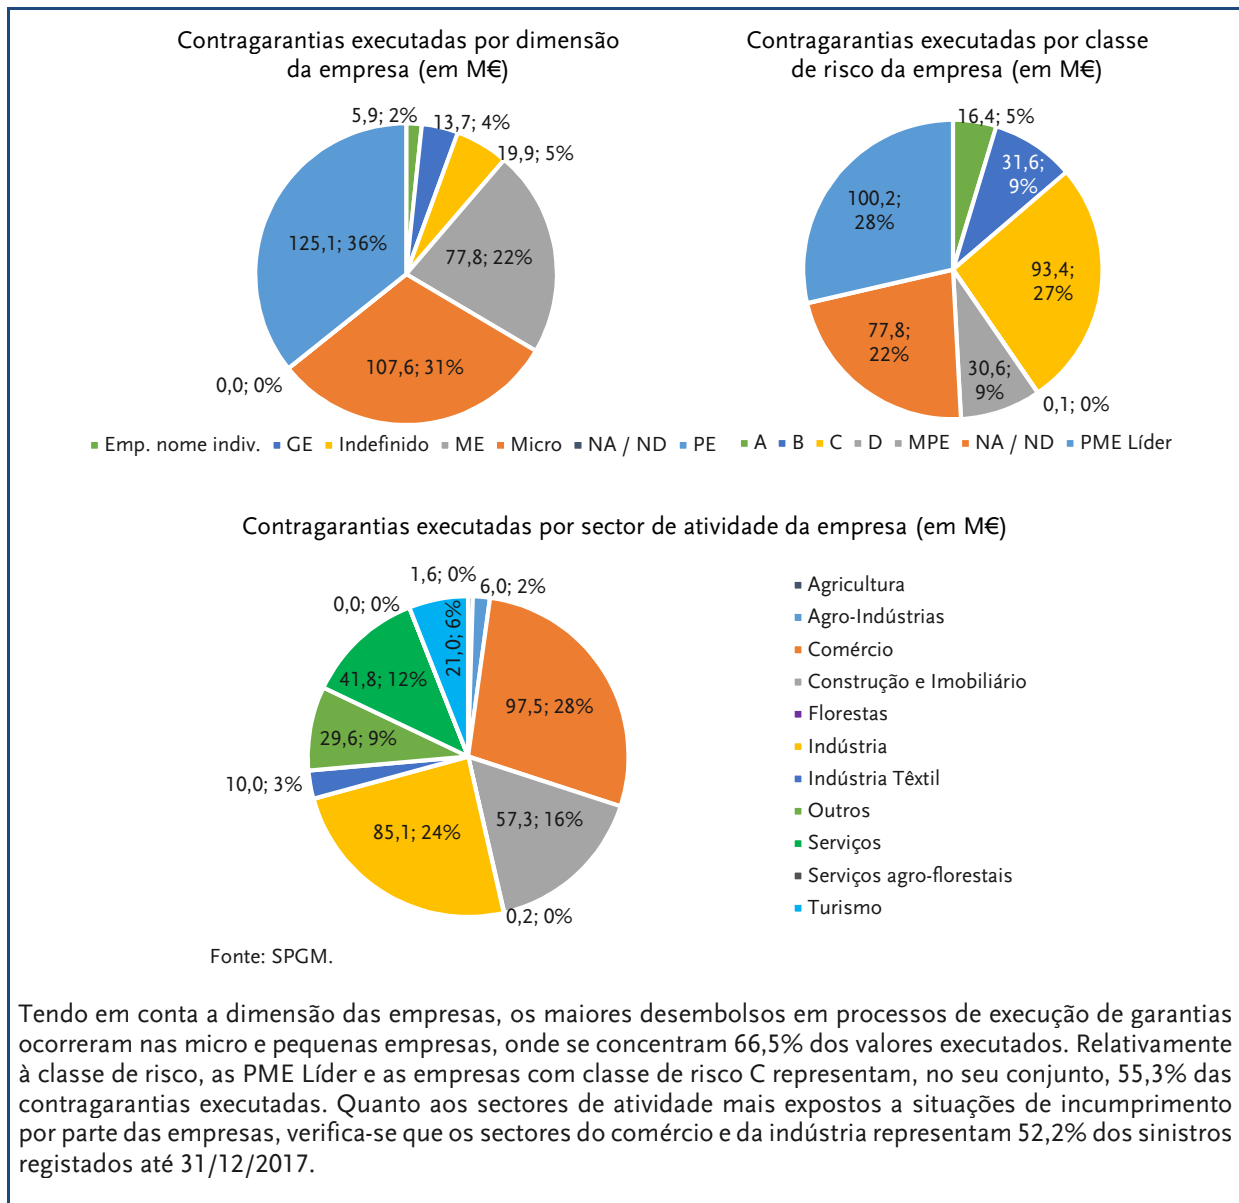 Contragarantias executadas por dimensão
da empresa (em M€)
5,9; 2%
13,7; 4%
19,9; 5%
77,8; 22%
107,6; 31%
0,0; 0%
125,1; 36%
Emp. nome indiv. GE Indefinido ME Micro NA / ND PE
Contragarantias executadas por classe
de risco da empresa (em M€)
16,4; 5%
31,6;
9%
93,4;
27%
0,1; 0%
30,6;
9%
77,8;
22%
100,2;
28%
A B C D MPE NA / ND PME Líder
Contragarantias executadas por sector de atividade da empresa (em M€)
1,6; 0%
6,0; 2%
97,5; 28%
57,3; 16%
0,2; 0%
85,1; 24%
10,0; 3%
29,6; 9%
41,8; 12%
0,0; 0%
21,0; 6%
Agricultura
Agro-Indústrias
Comércio
Construção e Imobiliário
Florestas
Indústria
Indústria Têxtil
Outros
Serviços
Serviços agro-florestais
Turismo
Fonte: SPGM.
Tendo em conta a dimensão das empresas, os maiores desembolsos em processos de execução de garantias
ocorreram nas micro e pequenas empresas, onde se concentram 66,5% dos valores executados. Relativamente
à classe de risco, as PME Líder e as empresas com classe de risco C representam, no seu conjunto, 55,3% das
contragarantias executadas. Quanto aos sectores de atividade mais expostos a situações de incumprimento
por parte das empresas, verifica-se que os sectores do comércio e da indústria representam 52,2% dos sinistros
registados até 31/12/2017.